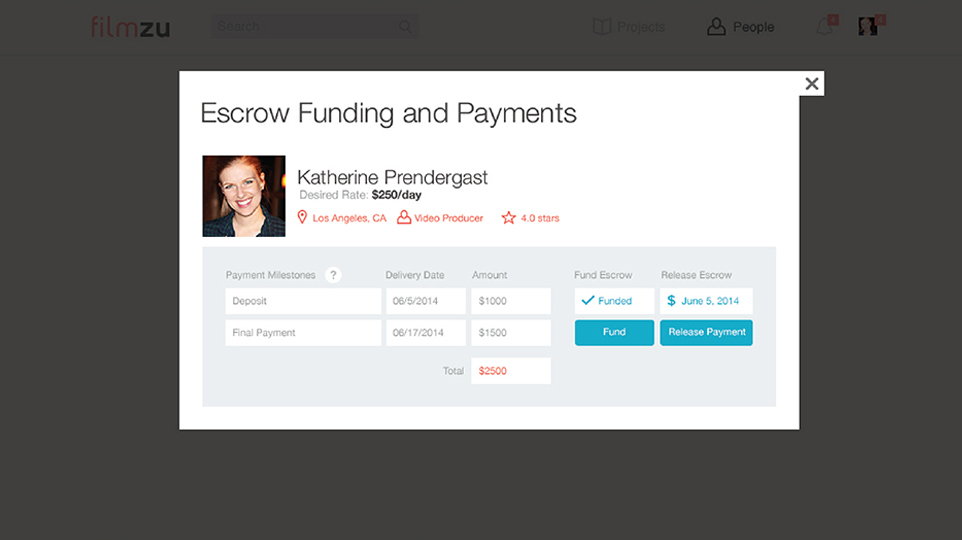 filmzu
Search
Projects
People
Escrow Funding and Payments
Katherine Prendergast
Desired Rate: $250/day
Los Angeles, CA Video Producer 4.0 stars
Payment Milestones ? Delivery Date Amount Fund Escrow Release Escrow
Deposit 06/5/2014 $1000 Funded $ June 5, 2014
Final Payment 06/17/2014 $1500 Fund Release Payment
Total $2500